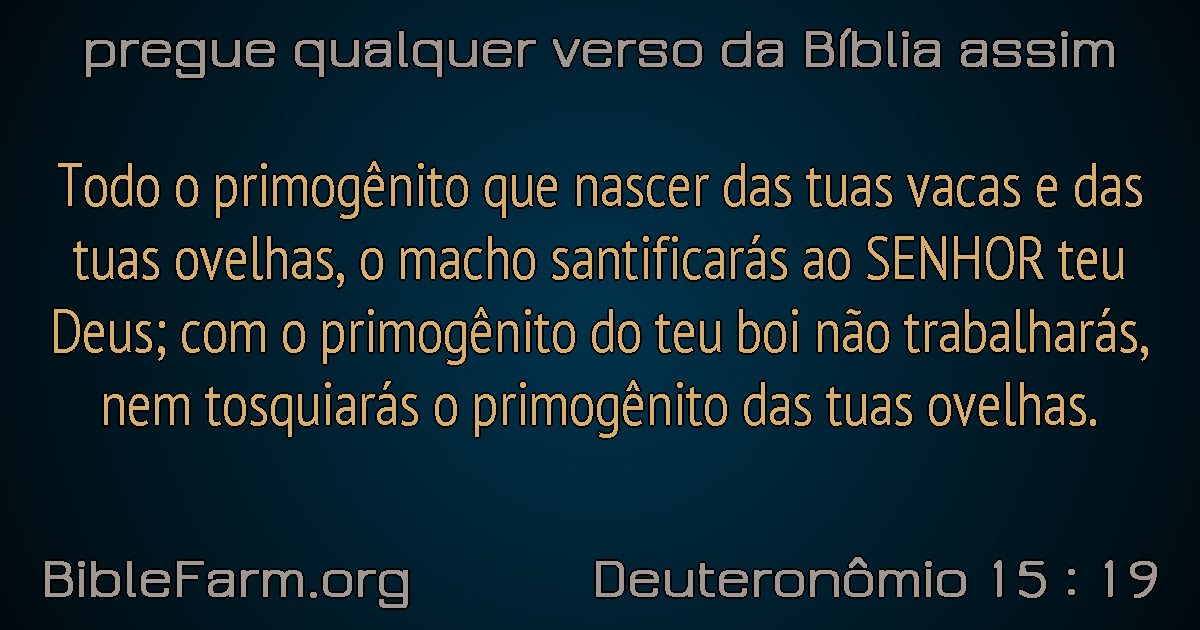 pregue qualquer verso da Bíblia assim
Todo o primogênito que nascer das tuas vacas e das
tuas ovelhas, o macho santificarás ao SENHOR teu
Deus; com o primogênito do teu boi não trabalharás,
nem tosquiarás o primogênito das tuas ovelhas.
BibleFarm.org Deuteronômio 15 : 19